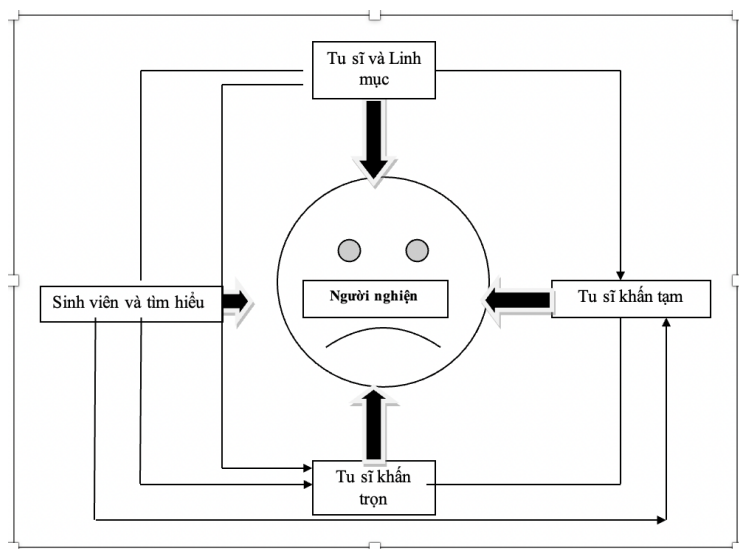 Tu sĩ và Linh
mục
Sinh viên và tìm hiểu
Người nghiện
Tu sĩ khấn tạm
Tu sĩ khấn
trọn